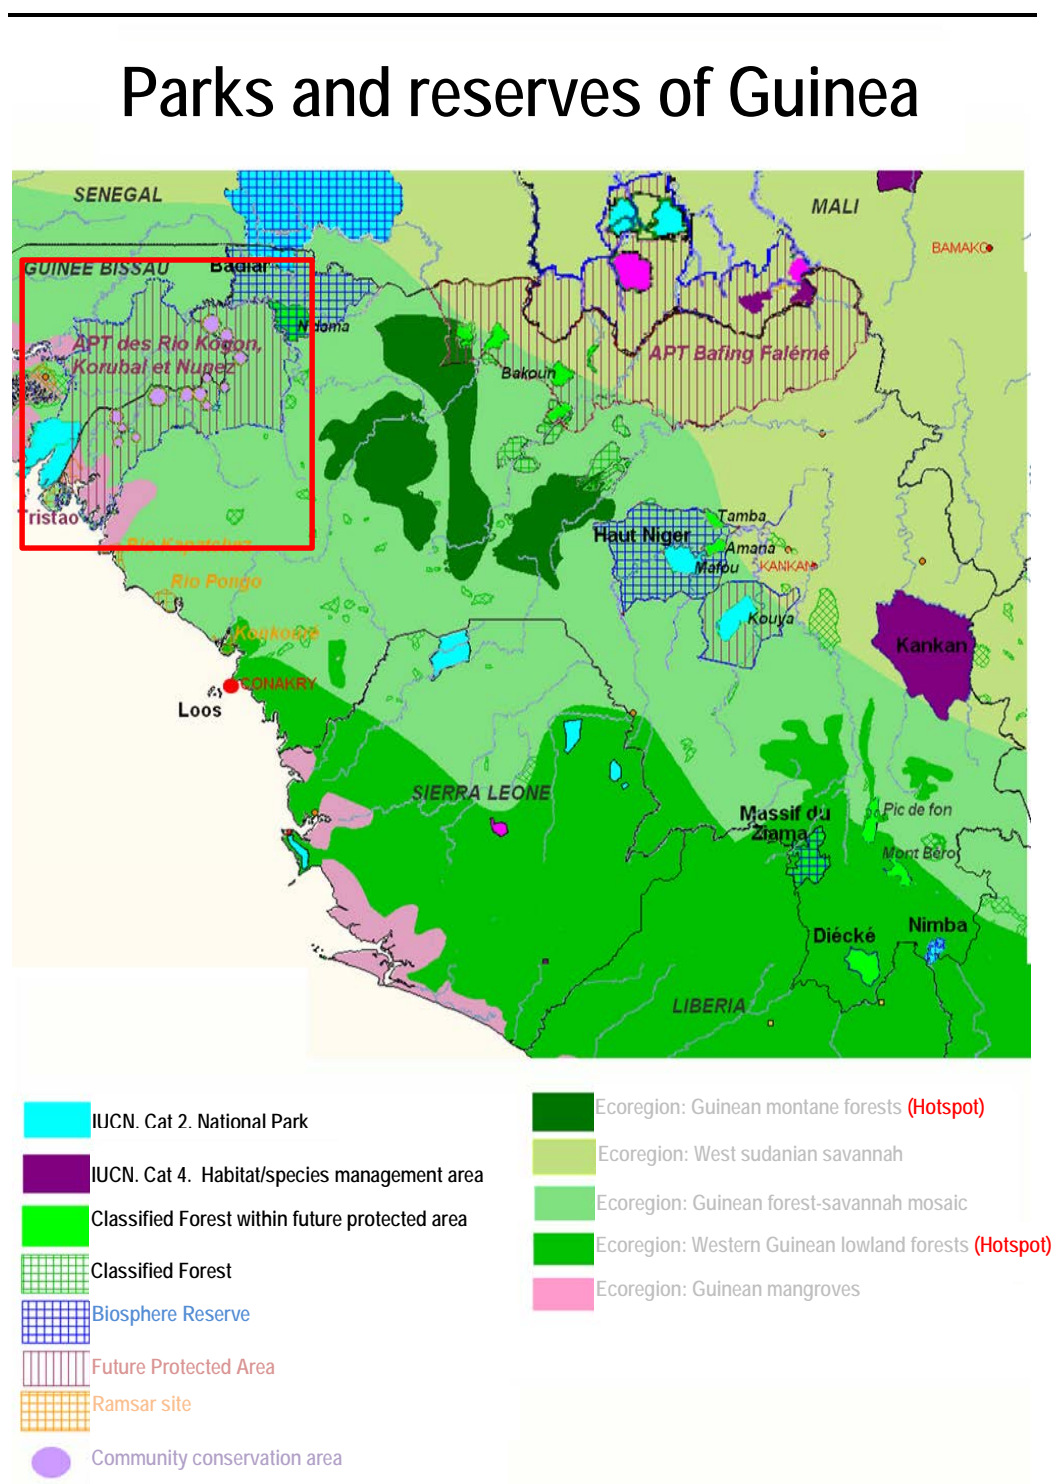 Parks and reserves of Guinea
SENEGAL
MALI
BAMAKO
GUINEE BISSAU
Badiar
N'doma
APT des Rio Kogon,
Korubal et Nunez
APT Bafing Falémé
Bakoun
Tristao
Rio Kapatchez
Haut Niger
Tamba
Amana
Mafou
KANKAN
Rio Pongo
Kouya
Konkouré
Kankan
CONAKRY
Loos
SIERRA LEONE
Massif du
Ziama
Pic de fon
Mont Béro
Diécké
Nimba
LIBERIA
IUCN. Cat 2. National Park
IUCN. Cat 4. Habitat/species management area
Classified Forest within future protected area
Classified Forest
Biosphere Reserve
Future Protected Area
Ramsar site
Community conservation area
Ecoregion: Guinean montane forests (Hotspot)
Ecoregion: West sudanian savannah
Ecoregion: Guinean forest-savannah mosaic
Ecoregion: Western Guinean lowland forests (Hotspot)
Ecoregion: Guinean mangroves